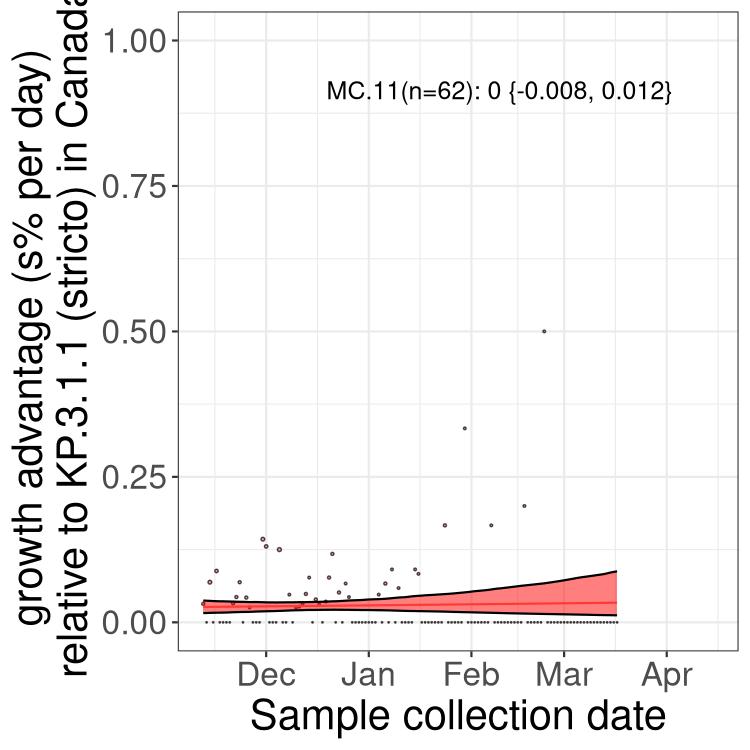 growth advantage (s% per day)
relative to KP.3.1.1 (stricto) in Canada
1.00
0.75
0.50
0.25
0.00
MC.11(n=62): 0 {-0.008, 0.012}
Dec Jan Feb Mar Apr
Sample collection date